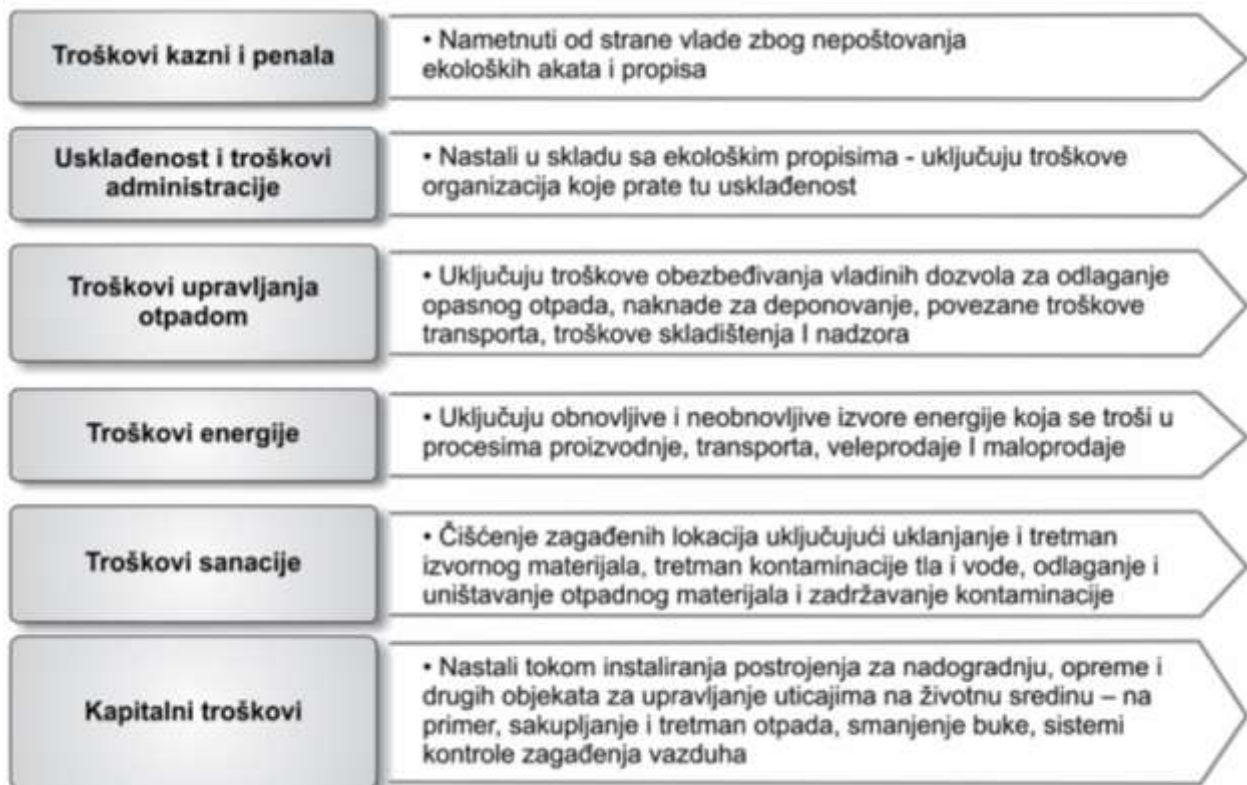 Troškovi kazni i penala
• Nametnuti od strane vlade zbog nepoštovanja
ekoloških akata i propisa
Usklađenost i troškovi
administracije
• Nastali u skladu sa ekološkim propisima - uključuju troškove
organizacija koje prate tu usklađenost
Troškovi upravljanja
otpadom
• Uključuju troškove obezbeđivanja vladinih dozvola za odlaganje
opasnog otpada, naknade za deponovanje, povezane troškove
transporta, troškove skladištenja I nadzora
Troškovi energije
• Uključuju obnovljive i neobnovljive izvore energije koja se troši u
procesima proizvodnje, transporta, veleprodaje I maloprodaje
Troškovi sanacije
• Čišćenje zagađenih lokacija uključujući uklanjanje i tretman
izvornog materijala, tretman kontaminacije tla i vode, odlaganje i
uništavanje otpadnog materijala i zadržavanje kontaminacije
Kapitalni troškovi
• Nastali tokom instaliranja postrojenja za nadogradnju, opreme i
drugih objekata za upravljanje uticajima na životnu sredinu – na
primer, sakupljanje i tretman otpada, smanjenje buke, sistemi
kontrole zagađenja vazduha